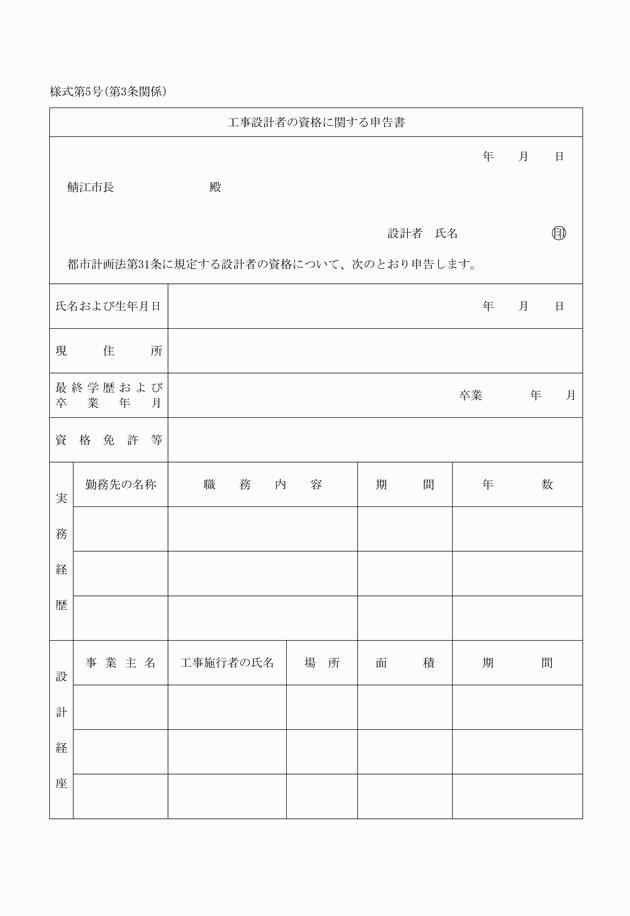 様式第5号(第3条関係)
工事設計者の資格に関する申告書
年　月　日
鯖江市長　殿
設計者　氏名　㊞
都市計画法第31条に規定する設計者の資格について、次のとおり申告します。
氏名および生年月日　年　月　日
現住所
最終学歴および
卒業年月　卒業　年　月
資格免許等
実務経歴
勤務先の名称　職務内容　期間　年数
設計経座
事業主名　工事施行者の氏名　場所　面積　期間